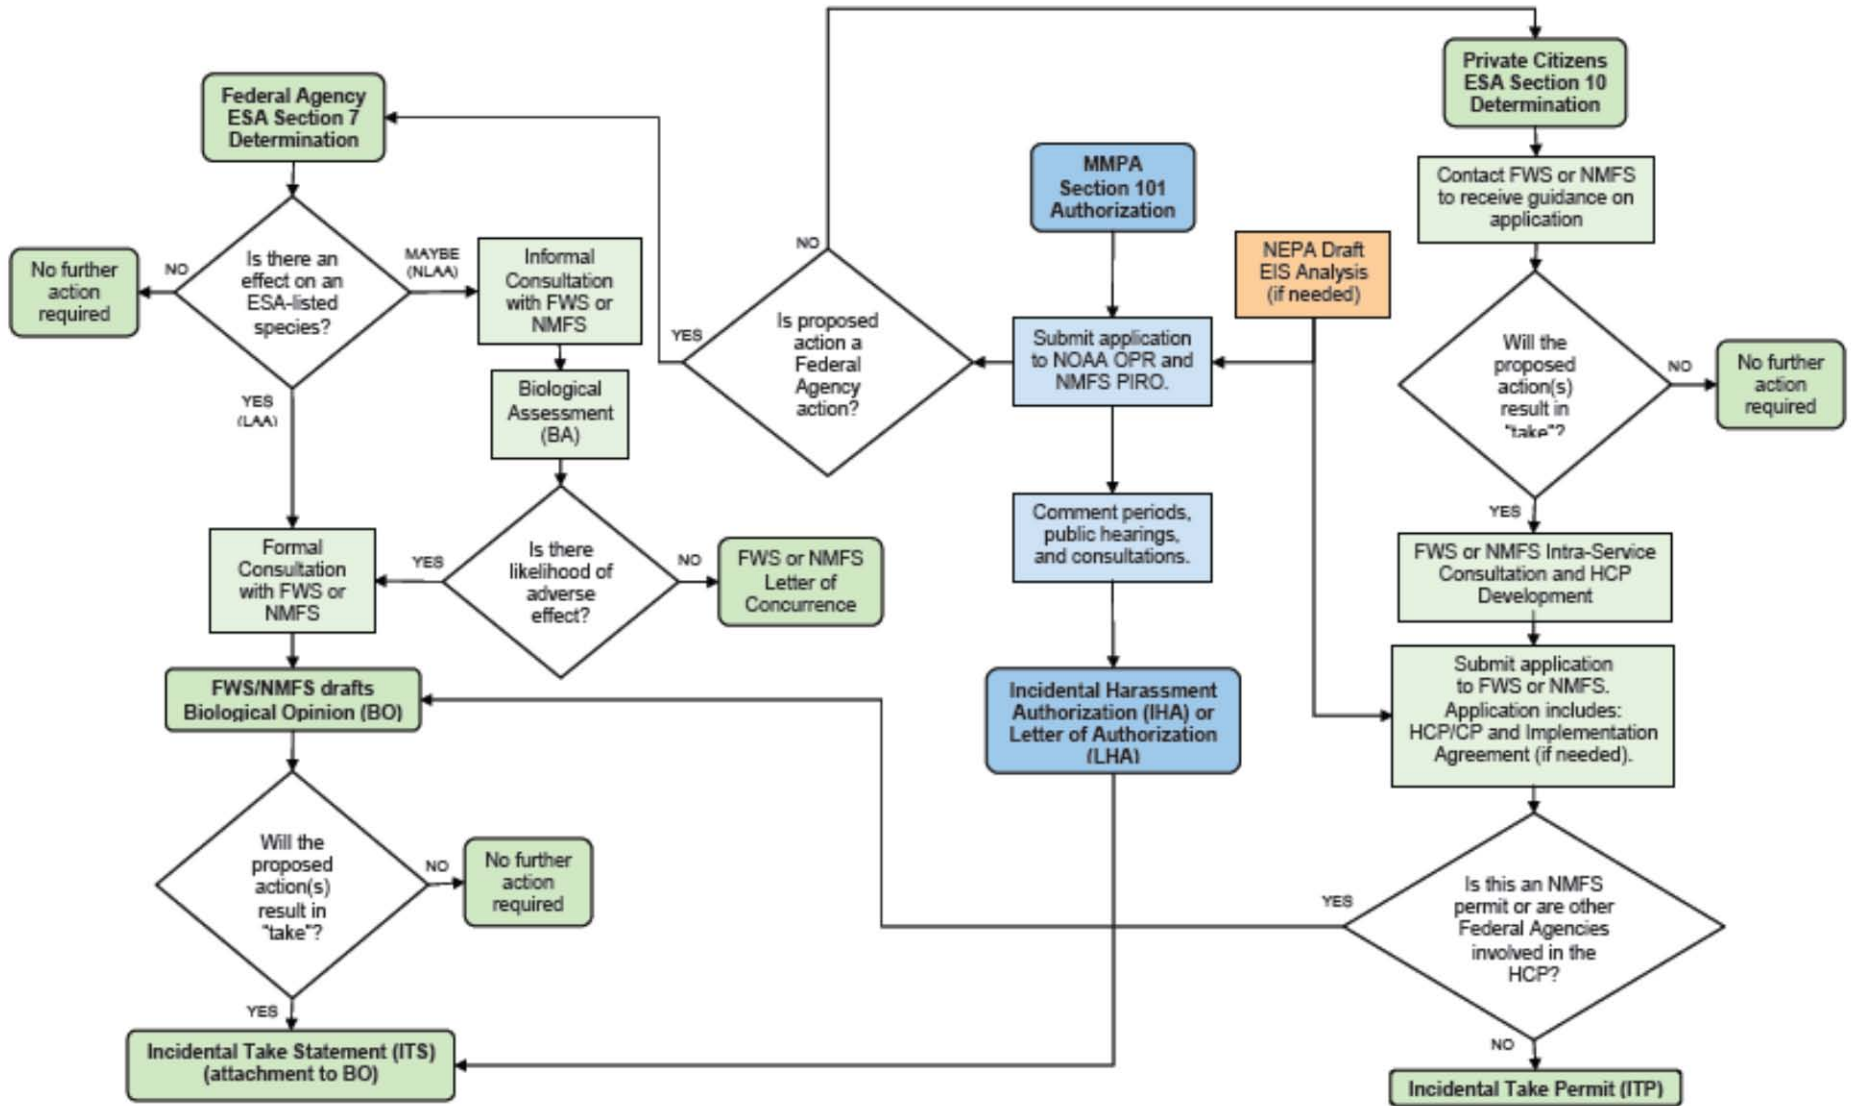 Federal Agency
ESA Section 7
Determination
Is there an
effect on an
ESA-listed
species?
NO
No further
action
required
MAYBE
(NLAA)
Informal
Consultation
with FWS or
NMFS
Biological
Assessment
(BA)
YES
(LAA)
Is there
likelihood of
adverse
effect?
YES
NO
FWS or NMFS
Letter of
Concurrence
Formal
Consultation
with FWS or
NMFS
FWS/NMFS drafts
Biological Opinion (BO)
Will the
proposed
action(s)
result in
"take"?
NO
No further
action
required
YES
Incidental Take Statement (ITS)
(attachment to BO)
NO
Is proposed
action a
Federal
Agency
action?
YES
MMPA
Section 101
Authorization
Submit application
to NOAA OPR and
NMFS PIRO.
Comment periods,
public hearings,
and consultations.
Incidental Harassment
Authorization (IHA) or
Letter of Authorization
(LHA)
NEPA Draft
EIS Analysis
(if needed)
Private Citizens
ESA Section 10
Determination
Contact FWS or NMFS
to receive guidance on
application
Will the
proposed
action(s)
result in
"take"?
NO
No further
action
required
YES
FWS or NMFS Intra-Service
Consultation and HCP
Development
Submit application
to FWS or NMFS.
Application includes:
HCP/CP and Implementation
Agreement (if needed).
Is this an NMFS
permit or are other
Federal Agencies
involved in the
HCP?
YES
NO
Incidental Take Permit (ITP)